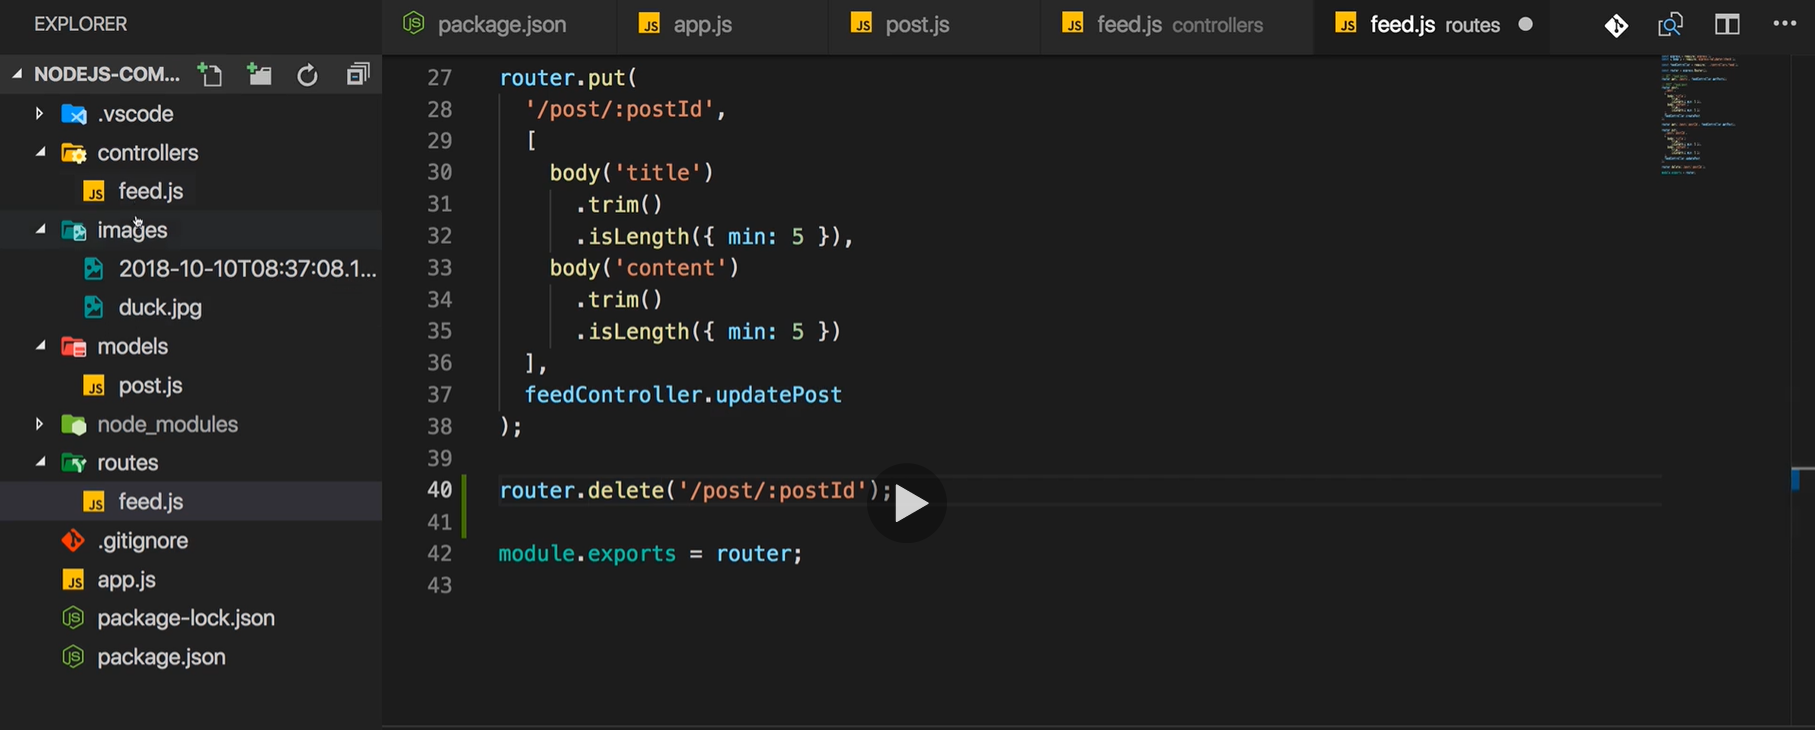 EXPLORER
NODEJS-COM...
.vscode
controllers
feed.js
images
2018-10-10T08:37:08.1...
duck.jpg
models
post.js
node_modules
routes
feed.js
.gitignore
app.js
package-lock.json
package.json
package.json
app.js
post.js
feed.js controllers
feed.js routes
27 router.put(
28 '/post/:postId',
29 [
30 body('title')
31 .trim()
32 .isLength({ min: 5 }),
33 body('content')
34 .trim()
35 .isLength({ min: 5 })
36 ],
37 feedController.updatePost
38 );
39
40 router.delete('/post/:postId');
41
42 module.exports = router;
43